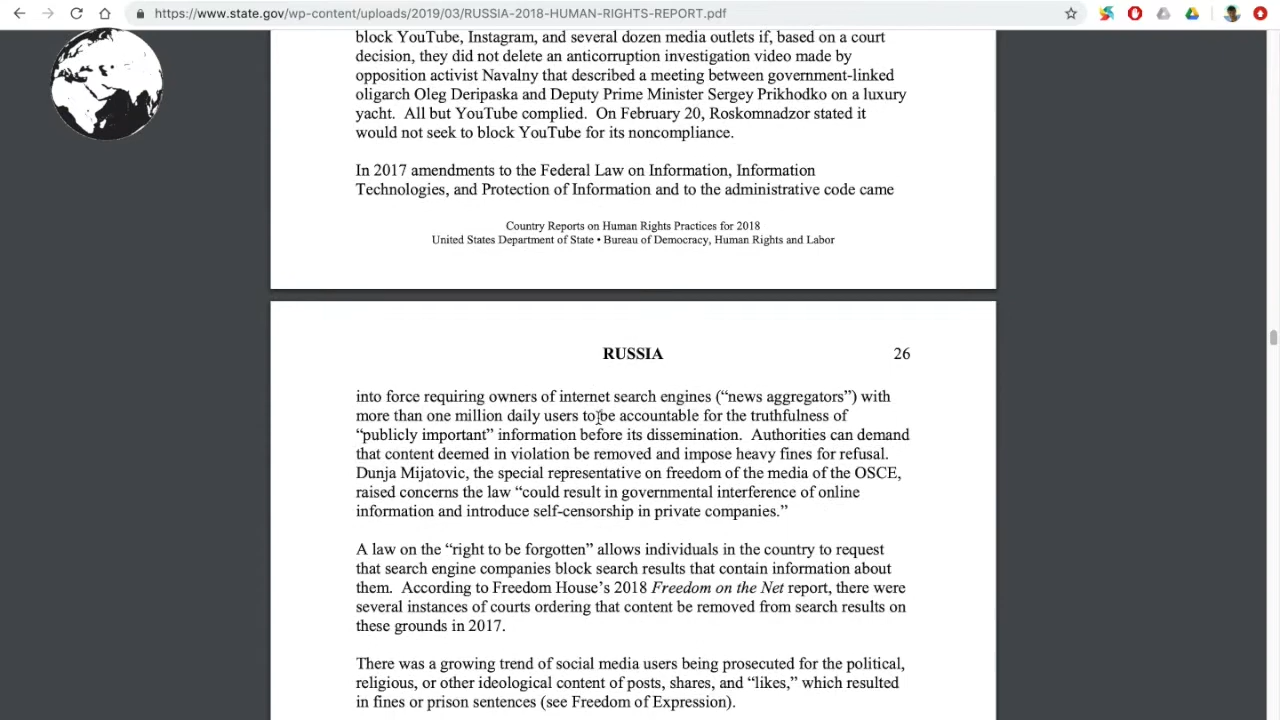 https://www.state.gov/wp-content/uploads/2019/03/RUSSIA-2018-HUMAN-RIGHTS-REPORT.pdf
block YouTube, Instagram, and several dozen media outlets if, based on a court
decision, they did not delete an anticorruption investigation video made by
opposition activist Navalny that described a meeting between government-linked
oligarch Oleg Deripaska and Deputy Prime Minister Sergey Prikhodko on a luxury
yacht. All but YouTube complied. On February 20, Roskomnadzor stated it
would not seek to block YouTube for its noncompliance.
In 2017 amendments to the Federal Law on Information, Information
Technologies, and Protection of Information and to the administrative code came
Country Reports on Human Rights Practices for 2018
United States Department of State • Bureau of Democracy, Human Rights and Labor
RUSSIA 26
into force requiring owners of internet search engines (“news aggregators”) with
more than one million daily users to be accountable for the truthfulness of
“publicly important” information before its dissemination. Authorities can demand
that content deemed in violation be removed and impose heavy fines for refusal.
Dunja Mijatovic, the special representative on freedom of the media of the OSCE,
raised concerns the law “could result in governmental interference of online
information and introduce self-censorship in private companies.”
A law on the “right to be forgotten” allows individuals in the country to request
that search engine companies block search results that contain information about
them. According to Freedom House’s 2018 Freedom on the Net report, there were
several instances of courts ordering that content be removed from search results on
these grounds in 2017.
There was a growing trend of social media users being prosecuted for the political,
religious, or other ideological content of posts, shares, and “likes,” which resulted
in fines or prison sentences (see Freedom of Expression).